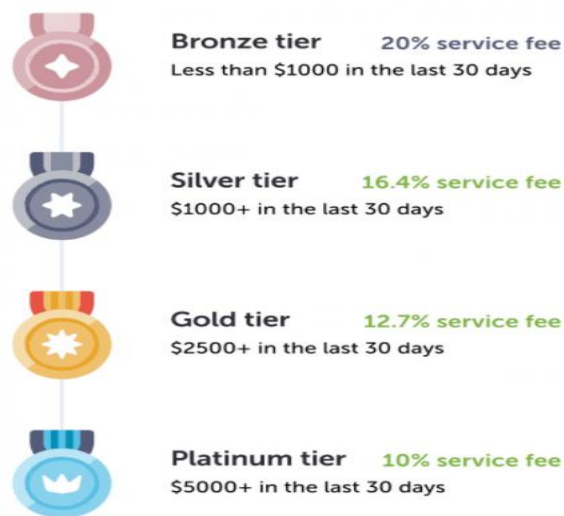 Bronze tier 20% service fee
Less than $1000 in the last 30 days
Silver tier 16.4% service fee
$1000+ in the last 30 days
Gold tier 12.7% service fee
$2500+ in the last 30 days
Platinum tier 10% service fee
$5000+ in the last 30 days